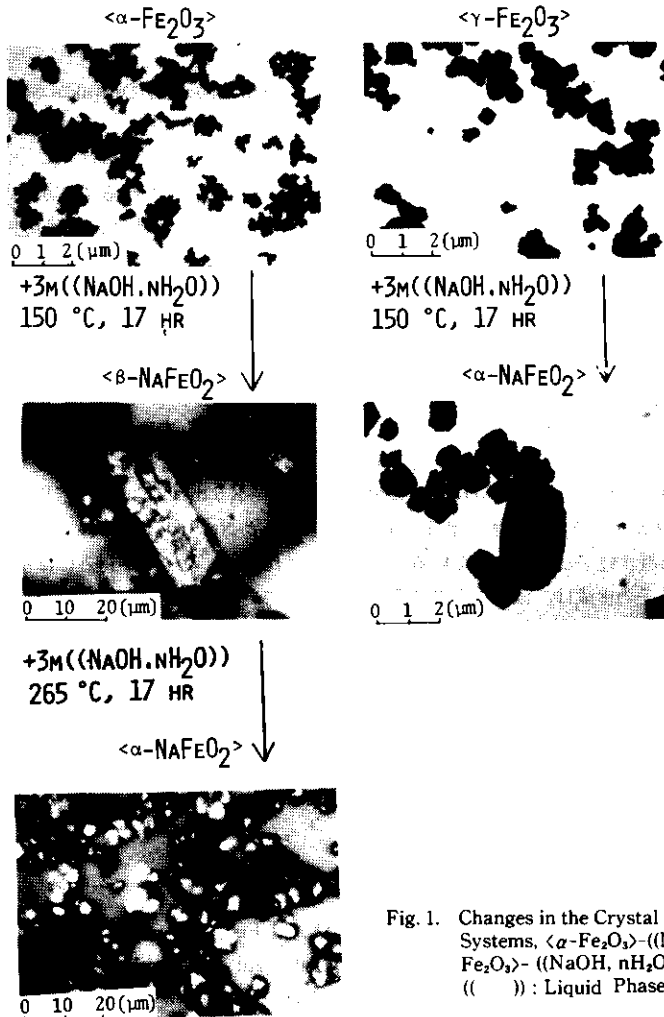 <α-FE2O3>
0 1 2 (μm)
+3M((NAOH.NH2O))
150 °C, 17 HR
<β-NAFEO2>
0 10 20 (μm)
+3M((NAOH.NH2O))
265 °C, 17 HR
<α-NAFEO2>
0 10 20 (μm)
<γ-FE2O3>
0 1 2 (μm)
+3M((NAOH.NH2O))
150 °C, 17 HR
<α-NAFEO2>
0 1 2 (μm)
Fig. 1. Changes in the Crystal
Systems, <α-Fe2O3>-((
Fe2O3>- ((NaOH, nH2O
(( )) : Liquid Phase